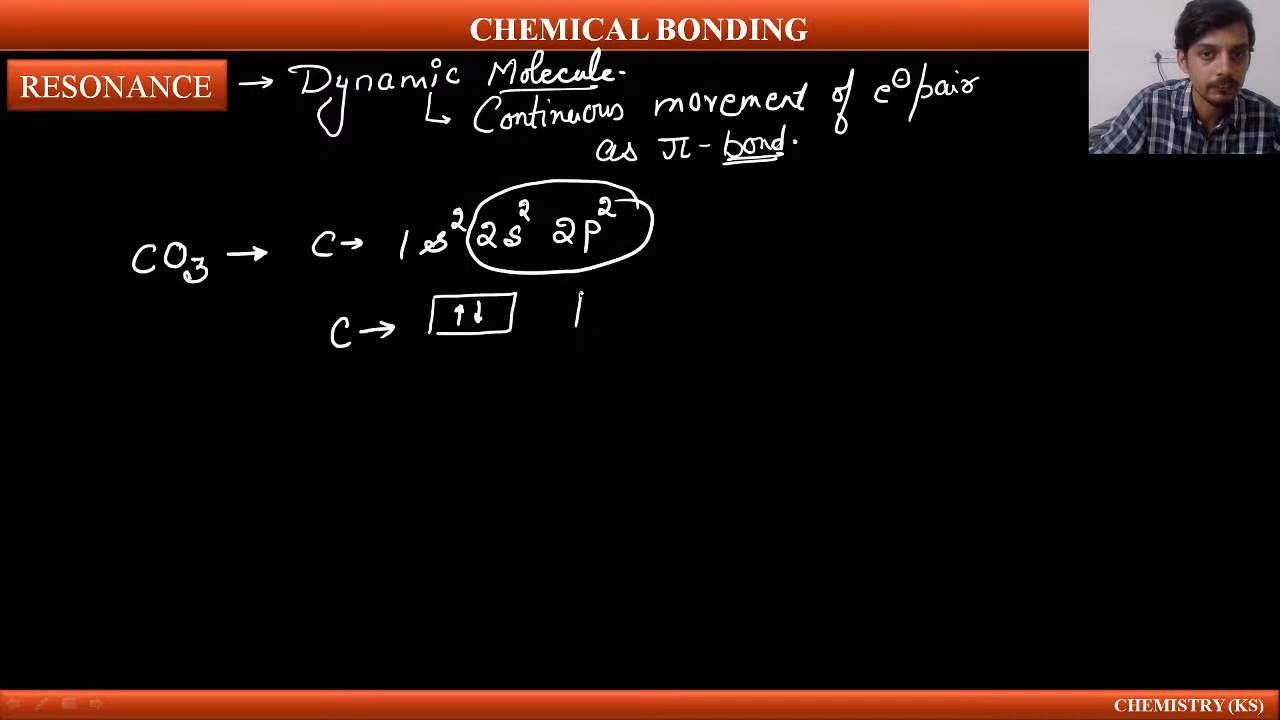 CHEMICAL BONDING
RESONANCE → Dynamic Molecule.
↳ Continuous movement of e⊖ pair
as π-bond.
CO₃ → C → 1s² 2s² 2p²
C → ↑↓
CHEMISTRY (KS)